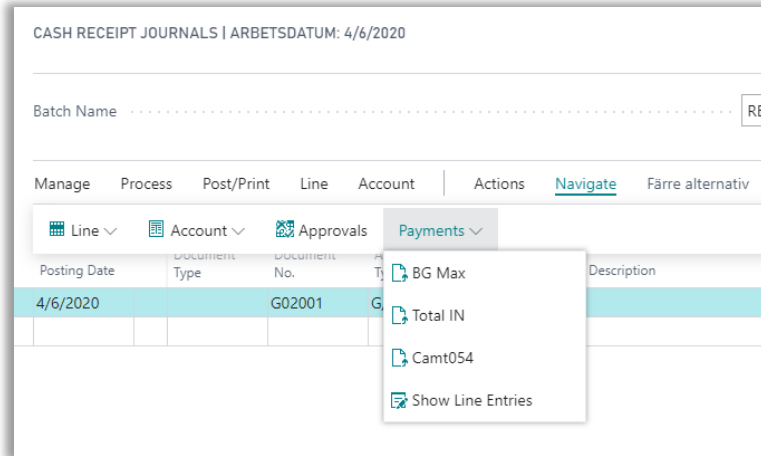 CASH RECEIPT JOURNALS | ARBETSDATUM: 4/6/2020
Batch Name
Manage Process Post/Print Line Account Actions Navigate Färre alternativ
Line Account Approvals Payments
Posting Date Document Type Document No. Description
4/6/2020 G02001
BG Max
Total IN
Camt054
Show Line Entries